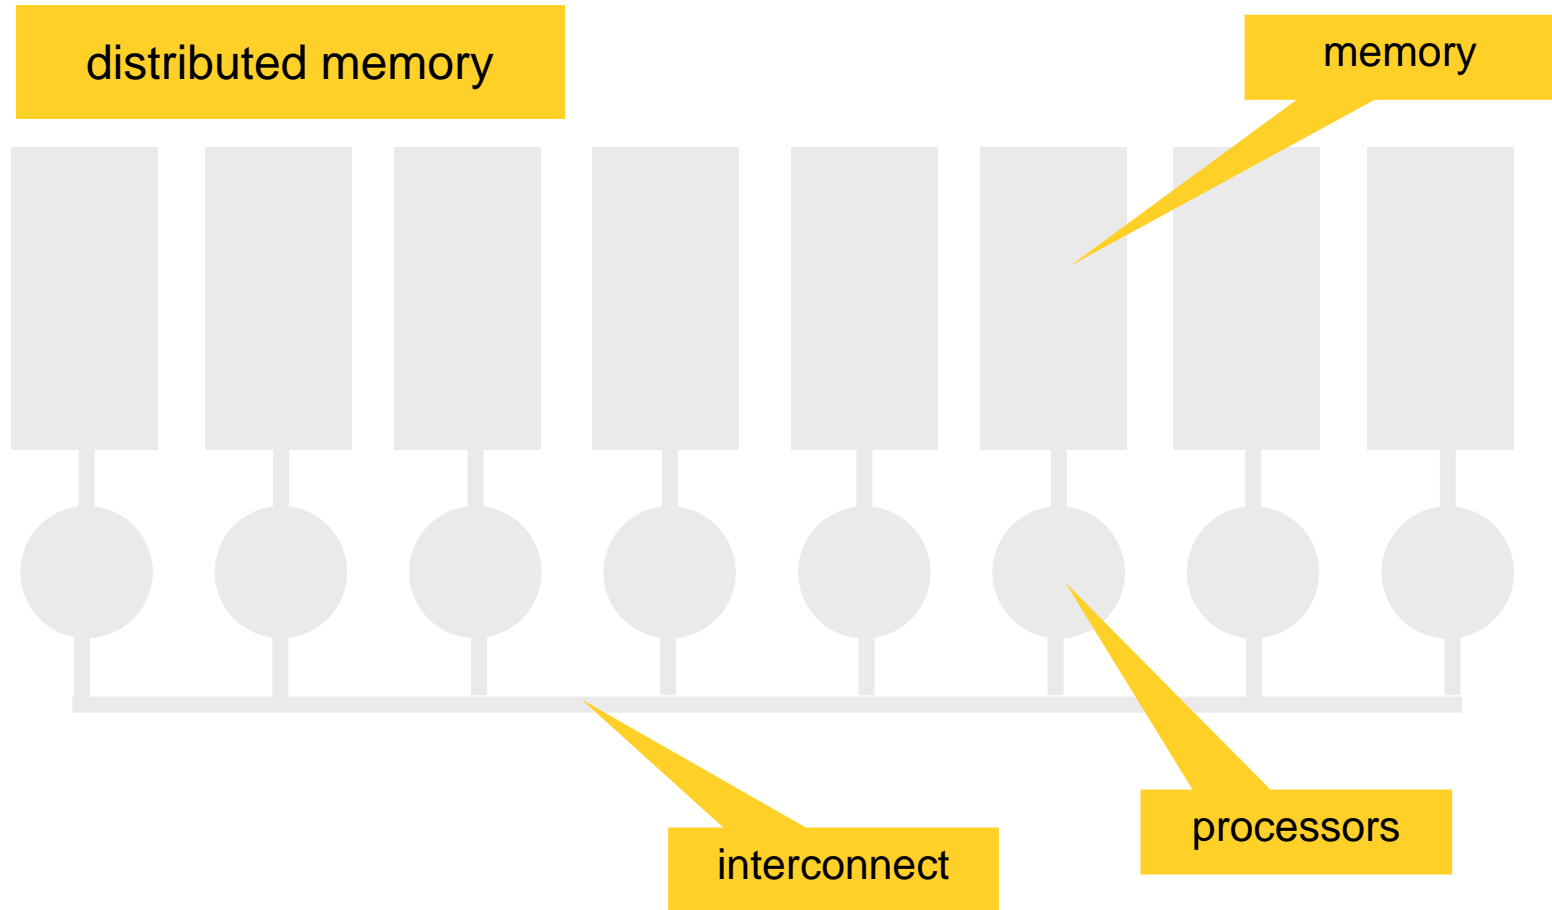 distributed memory
memory
processors
interconnect